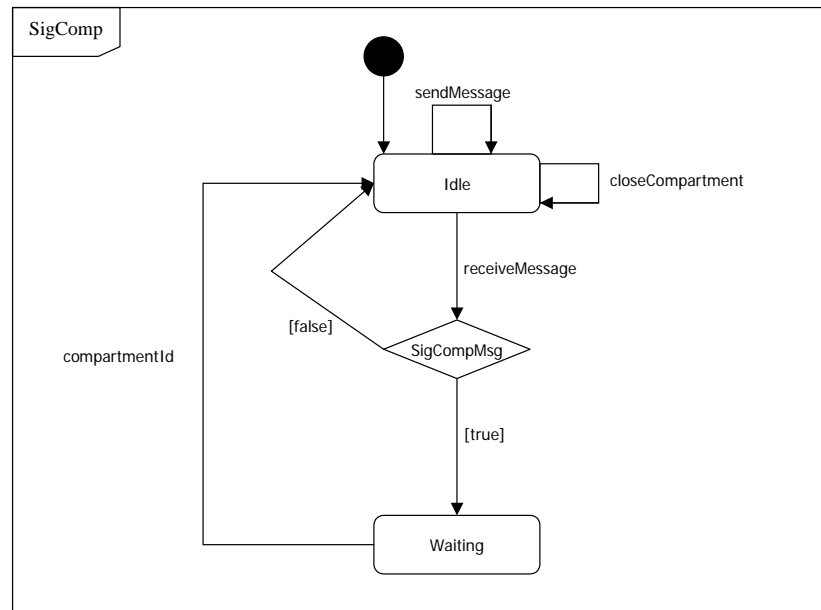 SigComp
sendMessage
Idle
closeCompartment
receiveMessage
[false]
SigCompMsg
compartmentId
[true]
Waiting